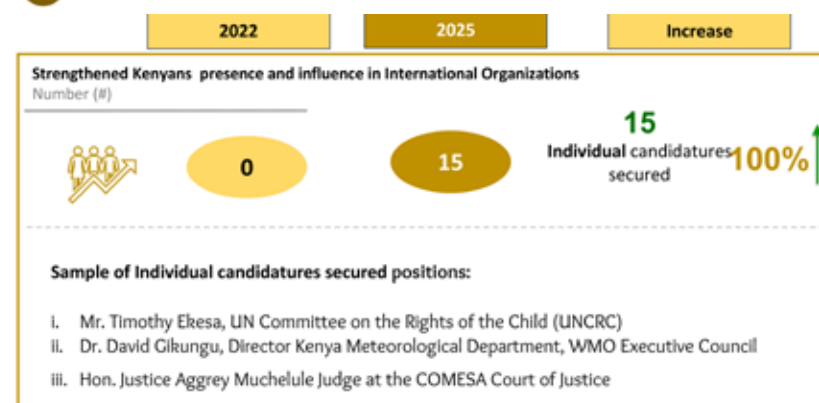 2022 2025 Increase
Strengthened Kenyans presence and influence in International Organizations
Number (#)
0 15
15
Individual candidatures
secured
100%
Sample of Individual candidatures secured positions:
i. Mr. Timothy Ekesa, UN Committee on the Rights of the Child (UNCRC)
ii. Dr. David Gikungu, Director Kenya Meteorological Department, WMO Executive Council
iii. Hon. Justice Aggrey Muchelule Judge at the COMESA Court of Justice